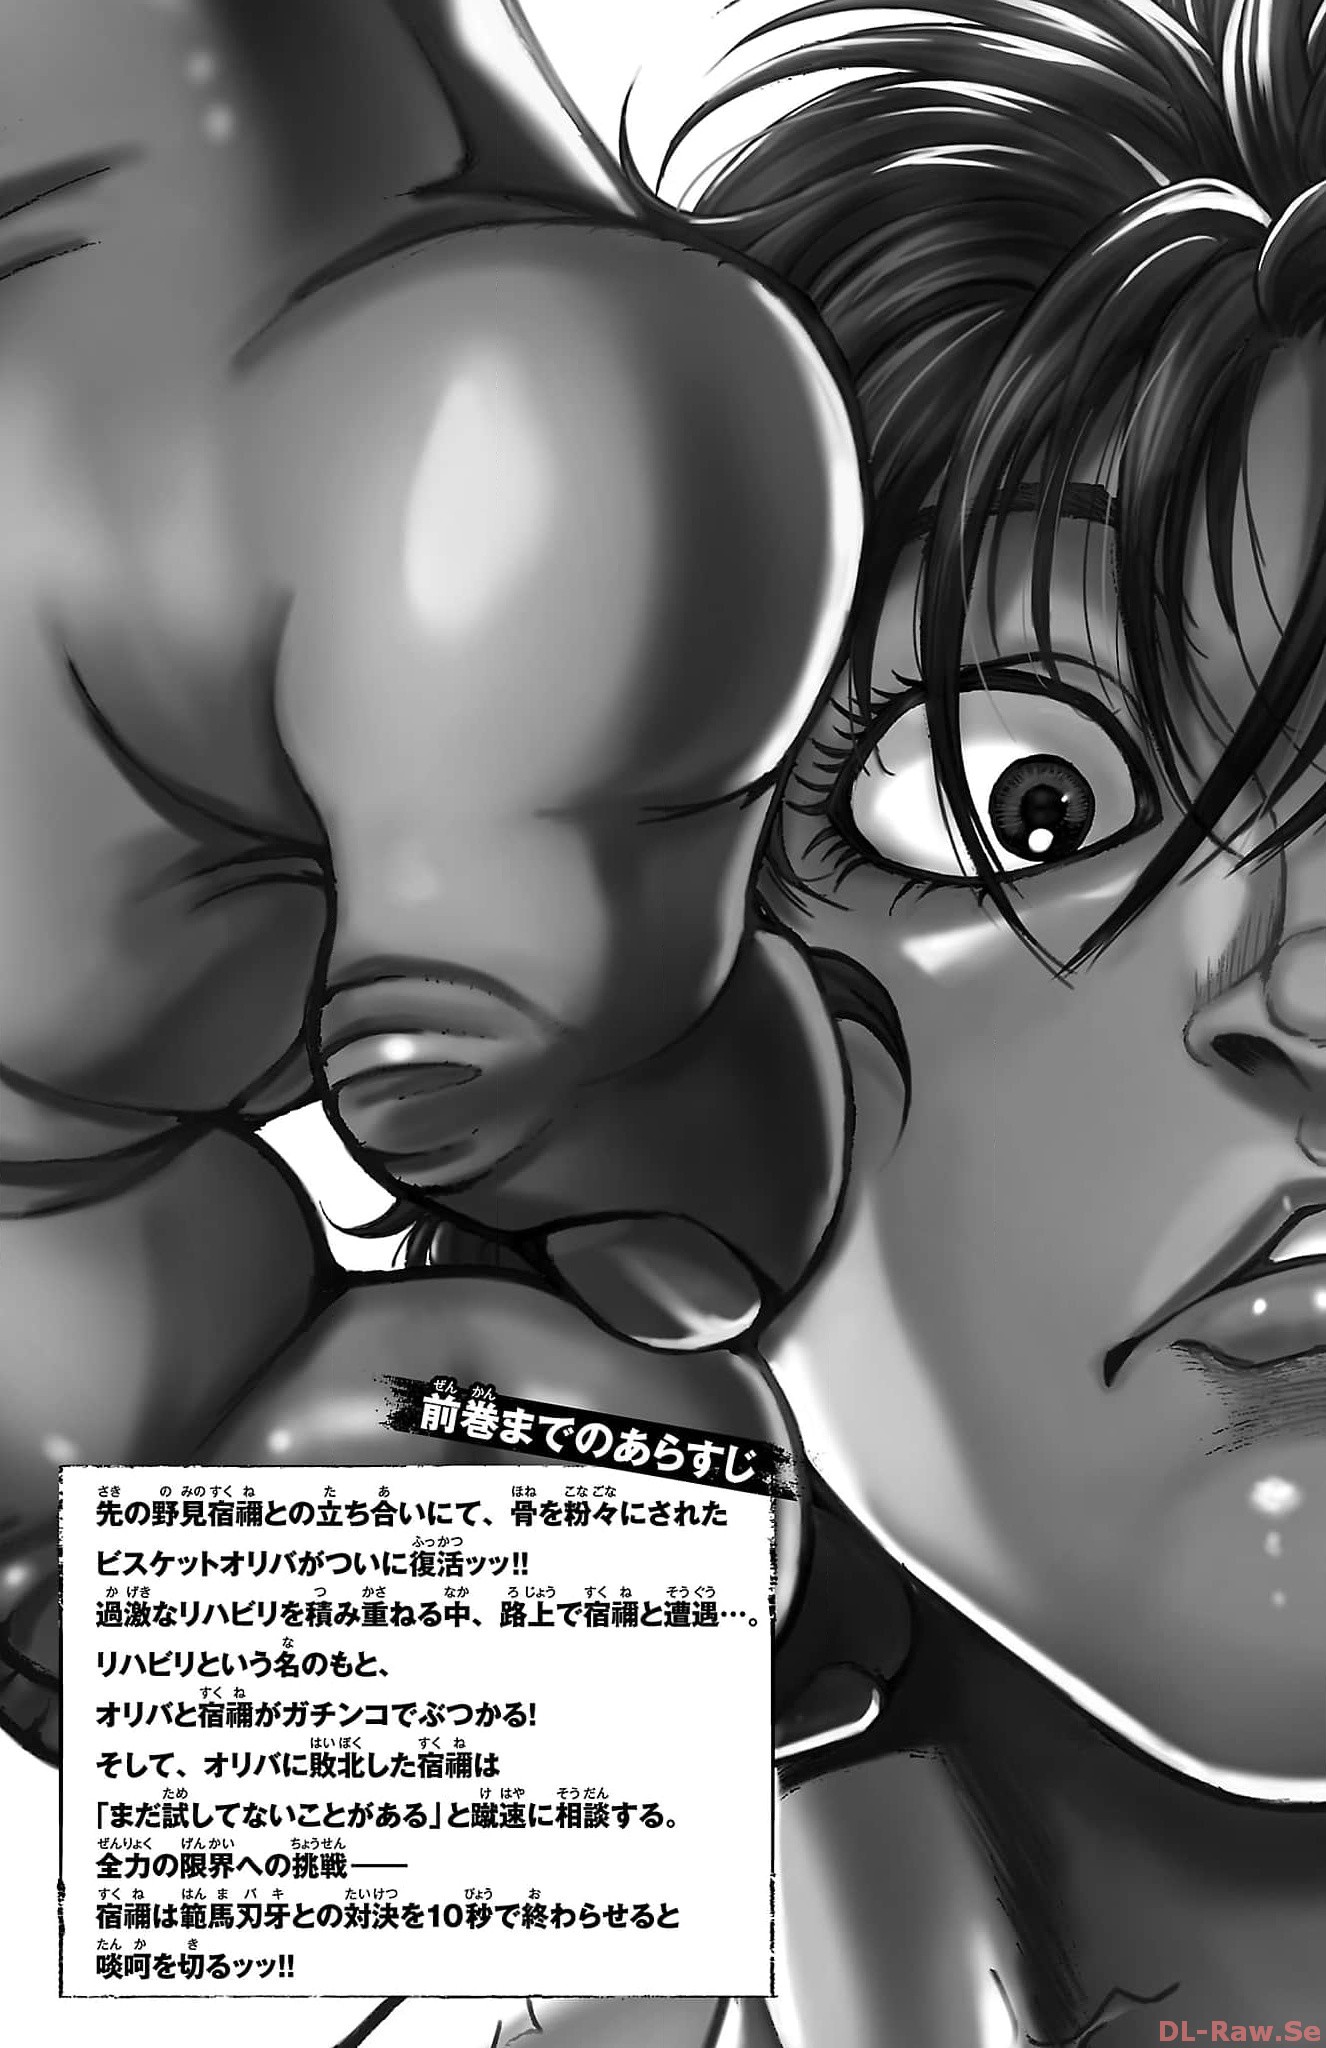 前巻までのあらすじ
先の野見宿禰との立ち合いにて、骨を粉々にされた
ビスケットオリバがついに復活ッッ!!
過激なリハビリを積み重ねる中、路上で宿禰と遭遇…。
リハビリという名のもと、
オリバと宿禰がガチンコでぶつかる!
そして、オリバに敗北した宿禰は
「まだ試してないことがある」と蹴速に相談する。
全力の限界への挑戦──
宿禰は範馬刃牙との対決を10秒で終わらせると
啖呵を切るッッ!!
DL-Raw.Se